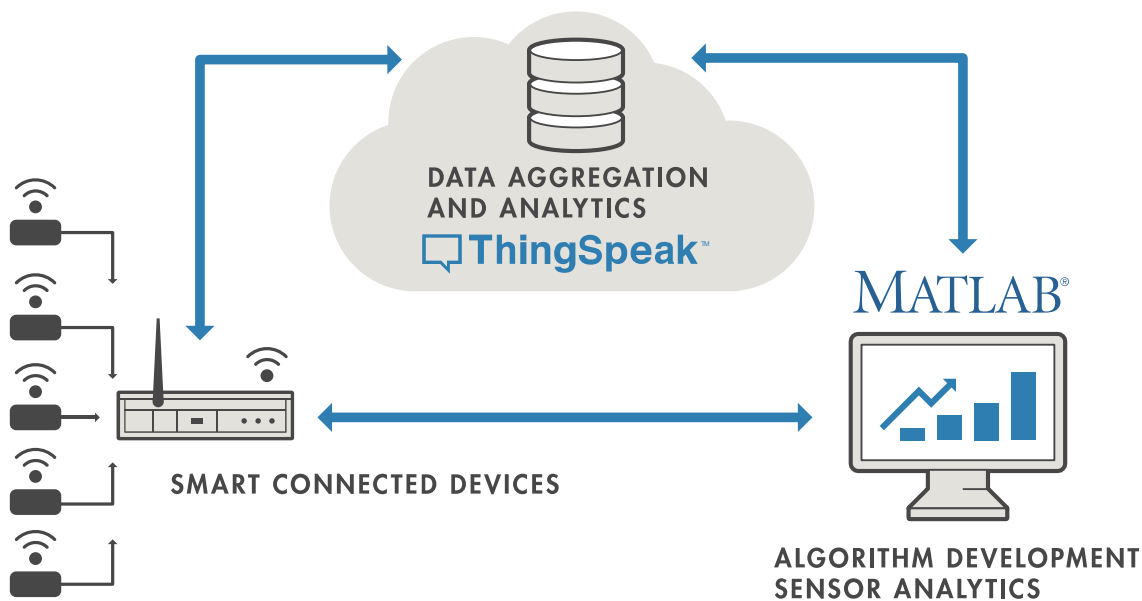 DATA AGGREGATION
AND ANALYTICS
ThingSpeak™
MATLAB®
SMART CONNECTED DEVICES
ALGORITHM DEVELOPMENT
SENSOR ANALYTICS